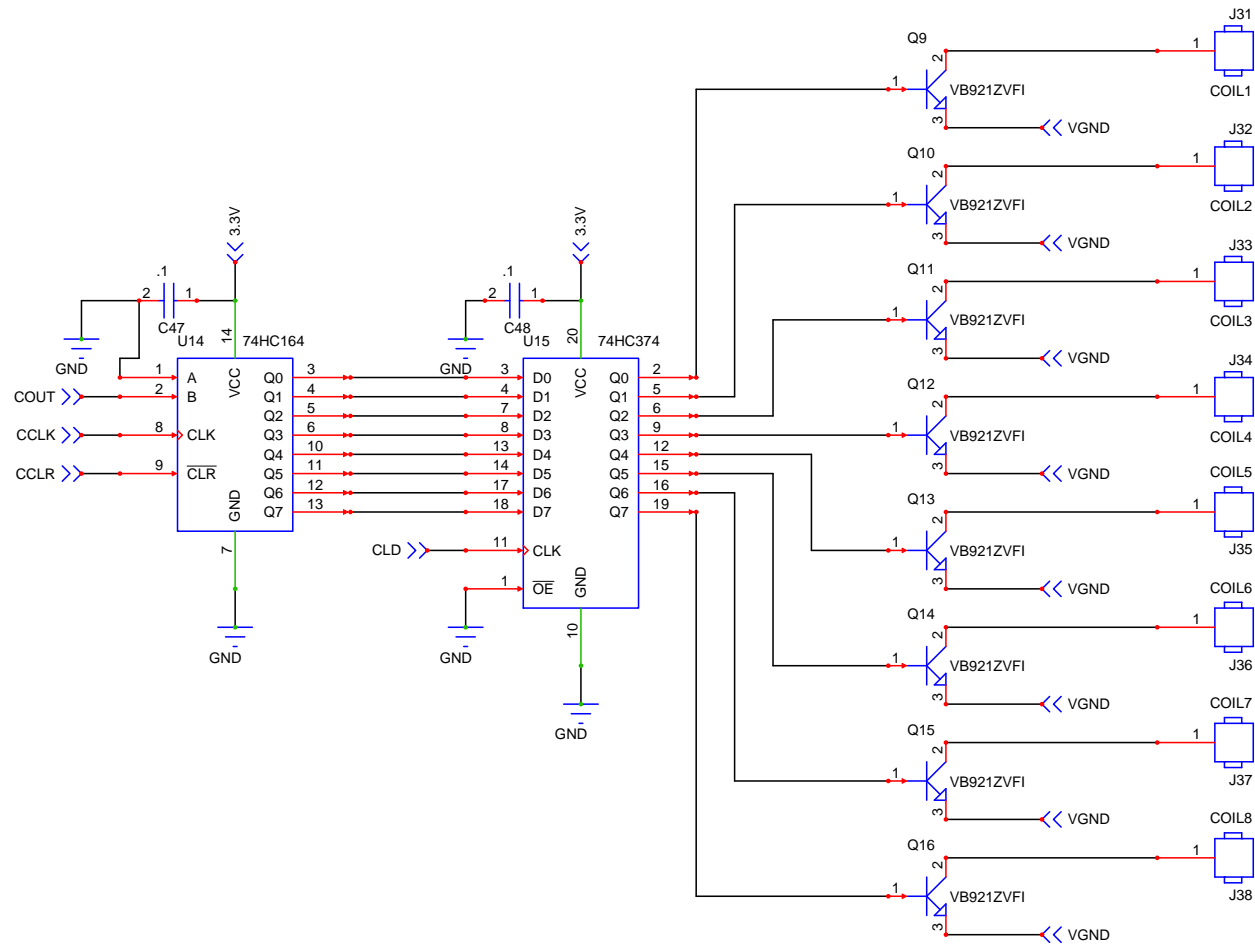 J31
Q9
2
1
1
VB921ZVFI
COIL1
3
VGND
J32
Q10
2
1
1
VB921ZVFI
COIL2
3
VGND
J33
Q11
2
1
1
VB921ZVFI
COIL3
3
VGND
J34
Q12
2
1
1
VB921ZVFI
COIL4
3
VGND
COIL5
Q13
2
1
1
VB921ZVFI
J35
3
VGND
COIL6
Q14
2
1
1
VB921ZVFI
J36
3
VGND
COIL7
Q15
2
1
1
VB921ZVFI
J37
3
VGND
COIL8
Q16
2
1
1
VB921ZVFI
J38
3
VGND
3.3V
.1
2 1
C47
GND
U14 14 74HC164
VCC
1 A Q0 3
COUT 2 B Q1 4
Q2 5
CCLK 8 CLK Q3 6
Q4 10
CCLR 9 CLR Q5 11
Q6 12
GND Q7 13
7
GND
3.3V
.1
2 1
C48
GND
U15 20 74HC374
VCC
3 D0 Q0 2
4 D1 Q1 5
7 D2 Q2 6
8 D3 Q3 9
13 D4 Q4 12
14 D5 Q5 15
17 D6 Q6 16
18 D7 Q7 19
CLD 11 CLK
1 OE GND
GND
10
GND